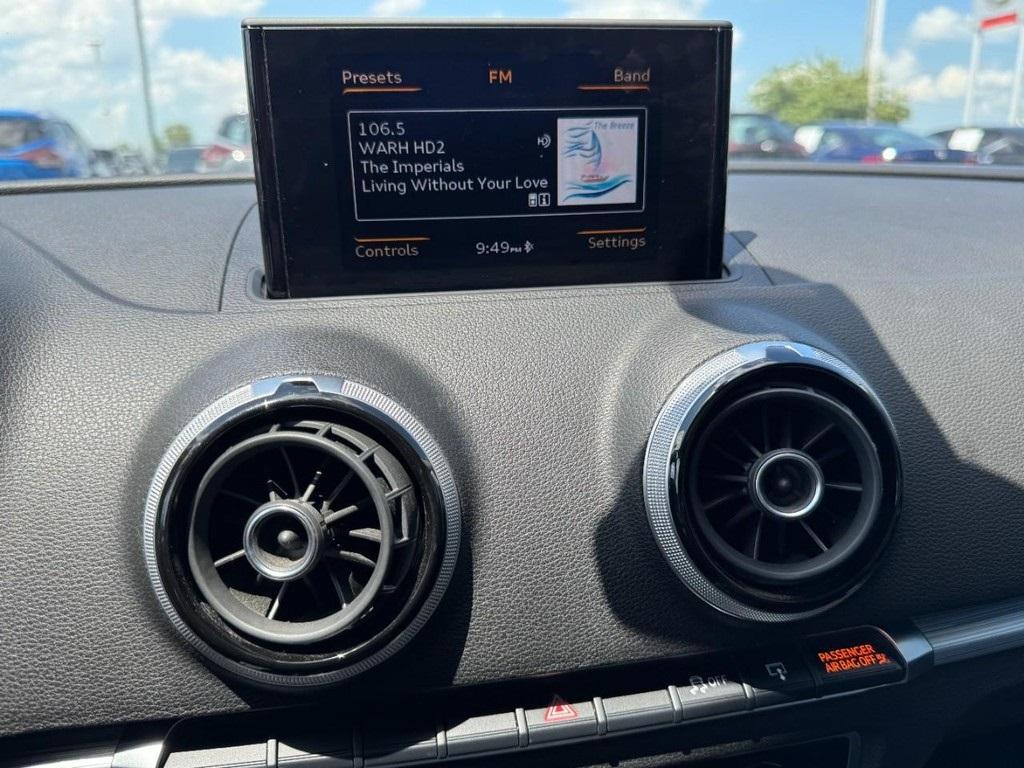 Presets FM Band
106.5
WARH HD2
The Imperials
Living Without Your Love
The Breeze
Controls 9:49PM Settings
OFF
PASSENGER
AIR BAG OFF